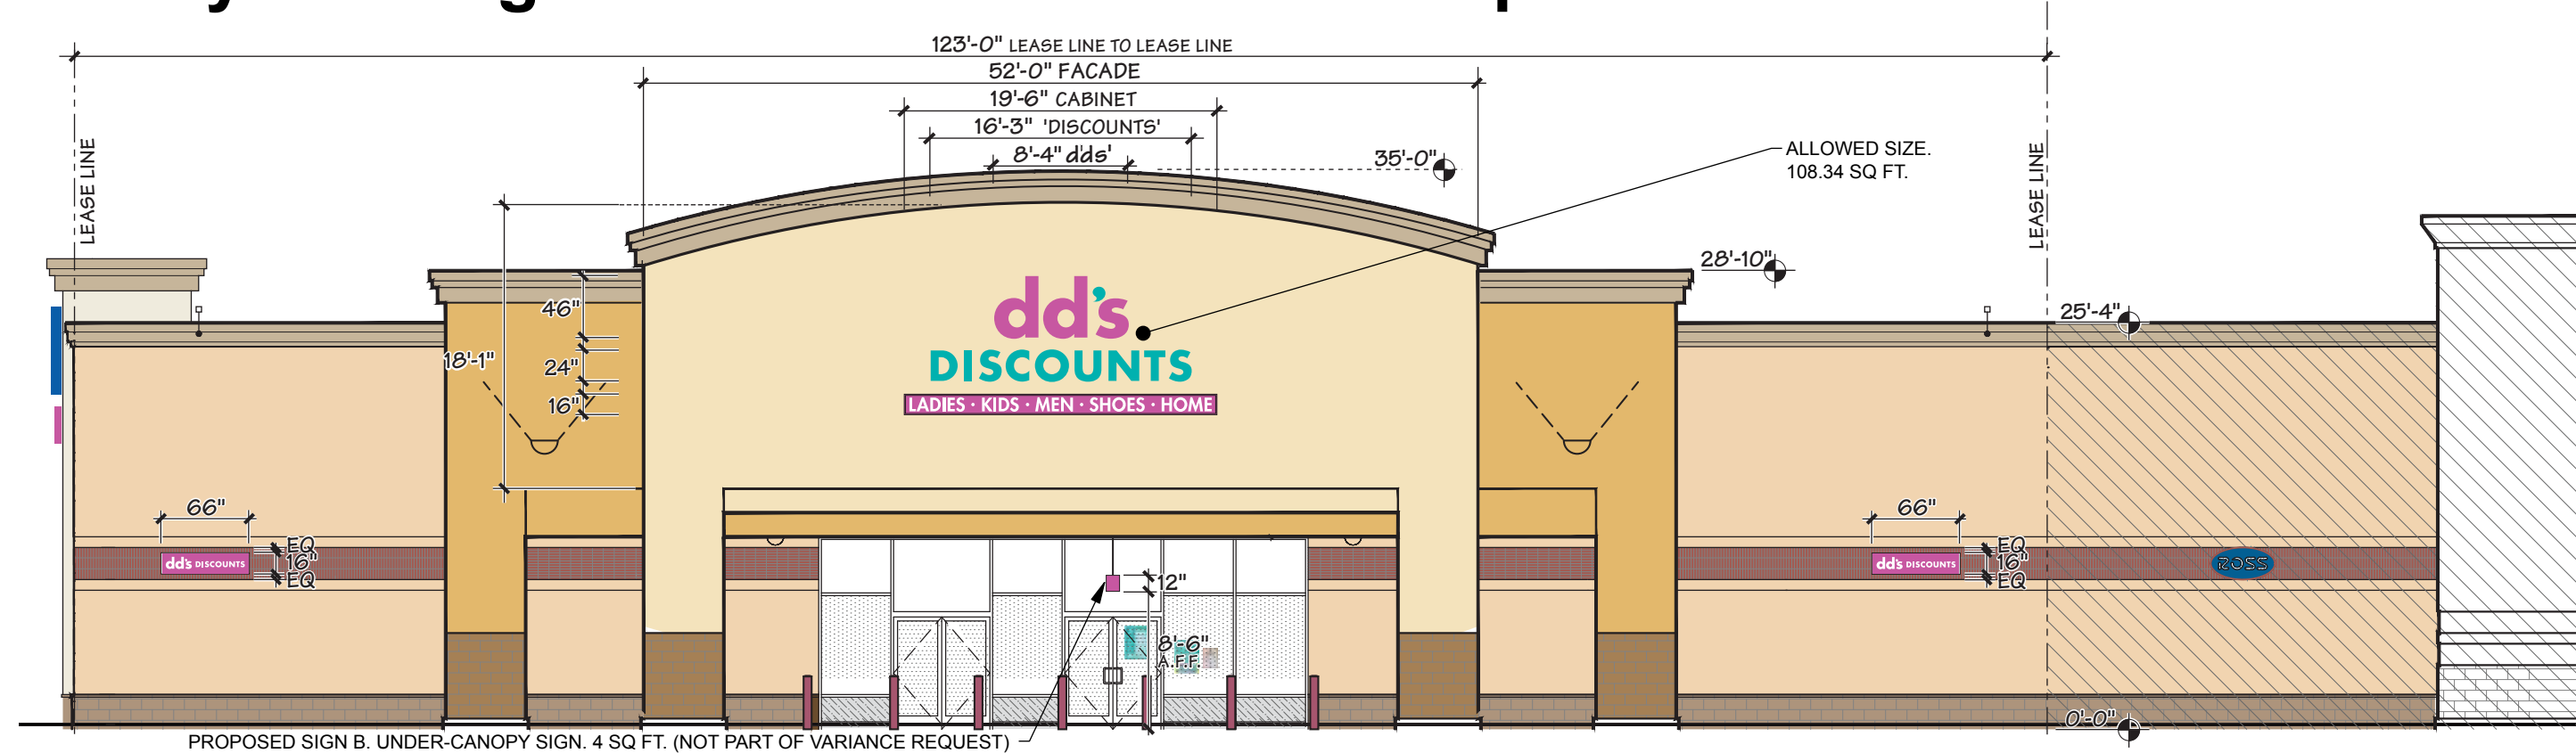 123'-0" LEASE LINE TO LEASE LINE
52'-0" FACADE
19'-6" CABINET
16'-3" 'DISCOUNTS'
8'-4" dd's'
35'-0"
ALLOWED SIZE.
108.34 SQ FT.
LEASE LINE
LEASE LINE
28'-10"
25'-4"
46"
18'-1"
24"
16"
dd's
DISCOUNTS
LADIES · KIDS · MEN · SHOES · HOME
66"
EQ
16"
EQ
dd's DISCOUNTS
66"
EQ
16"
EQ
dd's DISCOUNTS
ROSS
12"
8'-6"
A.F.F.
0'-0"
PROPOSED SIGN B. UNDER-CANOPY SIGN. 4 SQ FT. (NOT PART OF VARIANCE REQUEST)